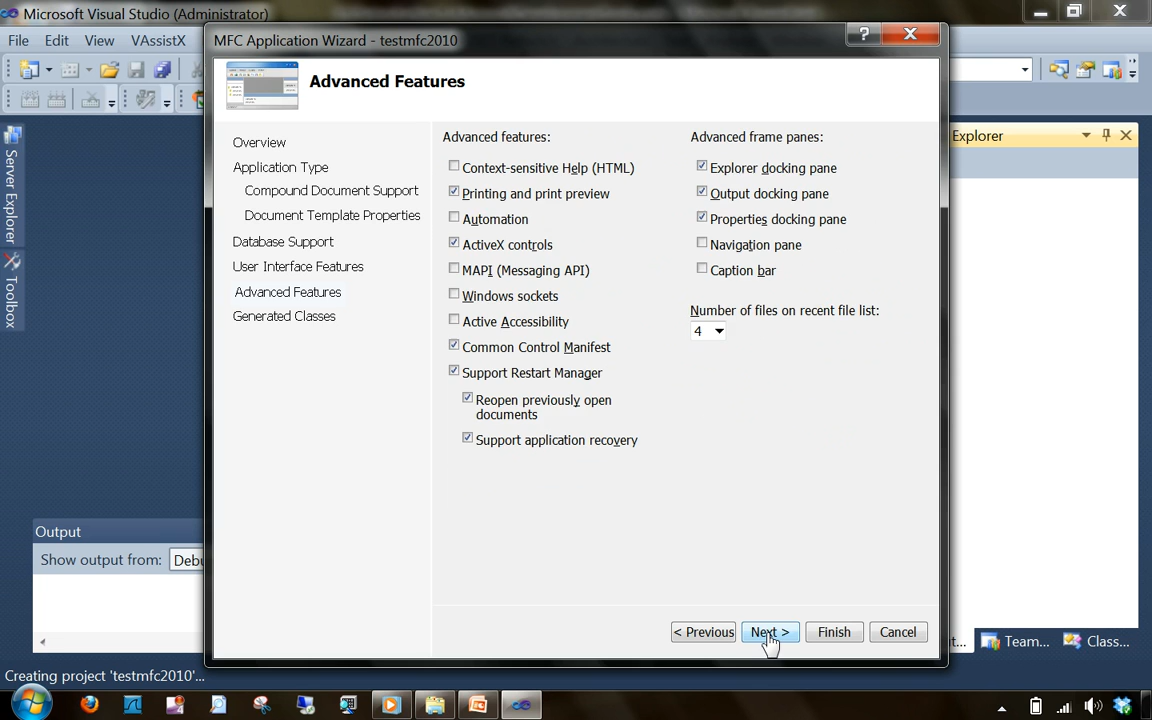 Microsoft Visual Studio (Administrator)
File Edit View VAssistX
MFC Application Wizard - testmfc2010
Advanced Features
Overview
Application Type
Compound Document Support
Document Template Properties
Database Support
User Interface Features
Advanced Features
Generated Classes
Advanced features:
Context-sensitive Help (HTML)
Printing and print preview
Automation
ActiveX controls
MAPI (Messaging API)
Windows sockets
Active Accessibility
Common Control Manifest
Support Restart Manager
Reopen previously open
documents
Support application recovery
Advanced frame panes:
Explorer docking pane
Output docking pane
Properties docking pane
Navigation pane
Caption bar
Number of files on recent file list:
4
< Previous Next > Finish Cancel
Explorer
Server Explorer
Toolbox
Output
Show output from: Debu
Team... Class...
Creating project 'testmfc2010'...